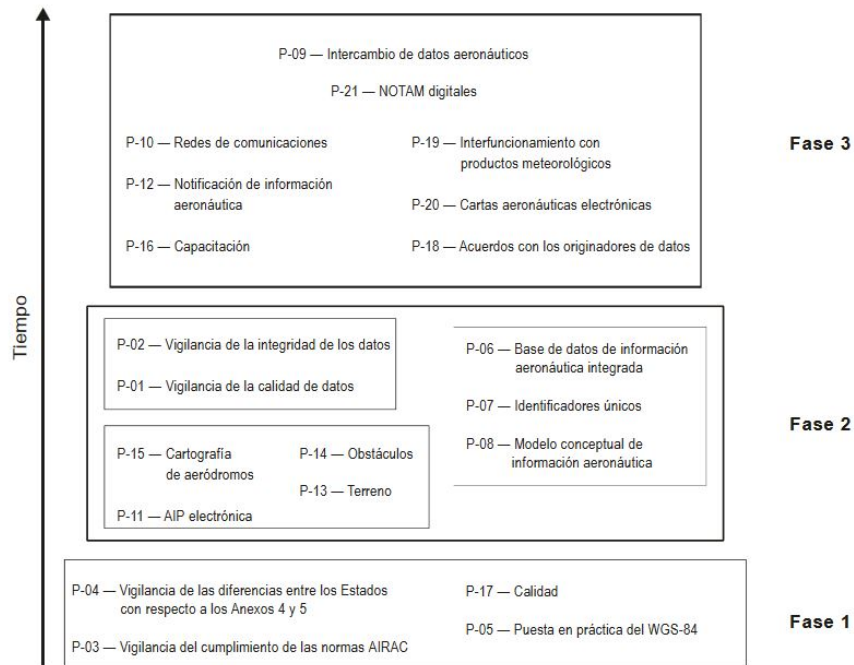 P-09 — Intercambio de datos aeronáuticos
P-21 — NOTAM digitales
P-10 — Redes de comunicaciones
P-12 — Notificación de información
aeronáutica
P-16 — Capacitación
P-19 — Interfuncionamiento con
productos meteorológicos
P-20 — Cartas aeronáuticas electrónicas
P-18 — Acuerdos con los originadores de datos
Fase 3
Tiempo
P-02 — Vigilancia de la integridad de los datos
P-01 — Vigilancia de la calidad de datos
P-15 — Cartografía
de aeródromos
P-11 — AIP electrónica
P-14 — Obstáculos
P-13 — Terreno
P-06 — Base de datos de información
aeronáutica integrada
P-07 — Identificadores únicos
P-08 — Modelo conceptual de
información aeronáutica
Fase 2
P-04 — Vigilancia de las diferencias entre los Estados
con respecto a los Anexos 4 y 5
P-03 — Vigilancia del cumplimiento de las normas AIRAC
P-17 — Calidad
P-05 — Puesta en práctica del WGS-84
Fase 1